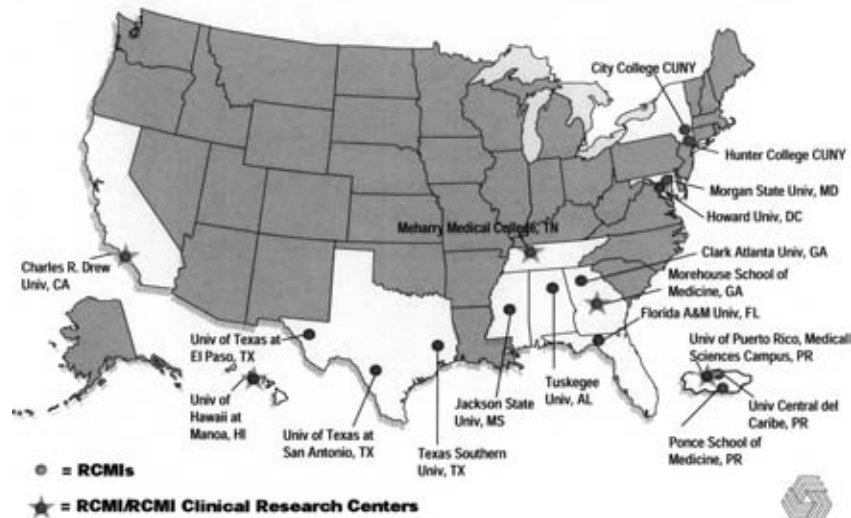 City College CUNY
Hunter College CUNY
Morgan State Univ, MD
Howard Univ, DC
Meharry Medical College, TN
Clark Atlanta Univ, GA
Charles R. Drew
Univ, CA
Morehouse School of
Medicine, GA
Florida A&M Univ, FL
Univ of Texas at
El Paso, TX
Univ of Puerto Rico, Medicall
Sciences Campus, PR
Univ of
Hawaii at
Manoa, HI
Univ of Texas at
San Antonio, TX
Texas Southern
Univ, TX
Jackson State
Univ, MS
Tuskegee
Univ, AL
Univ Central del
Caribe, PR
Ponce School of
Medicine, PR
= RCMIs
= RCMI/RCMI Clinical Research Centers